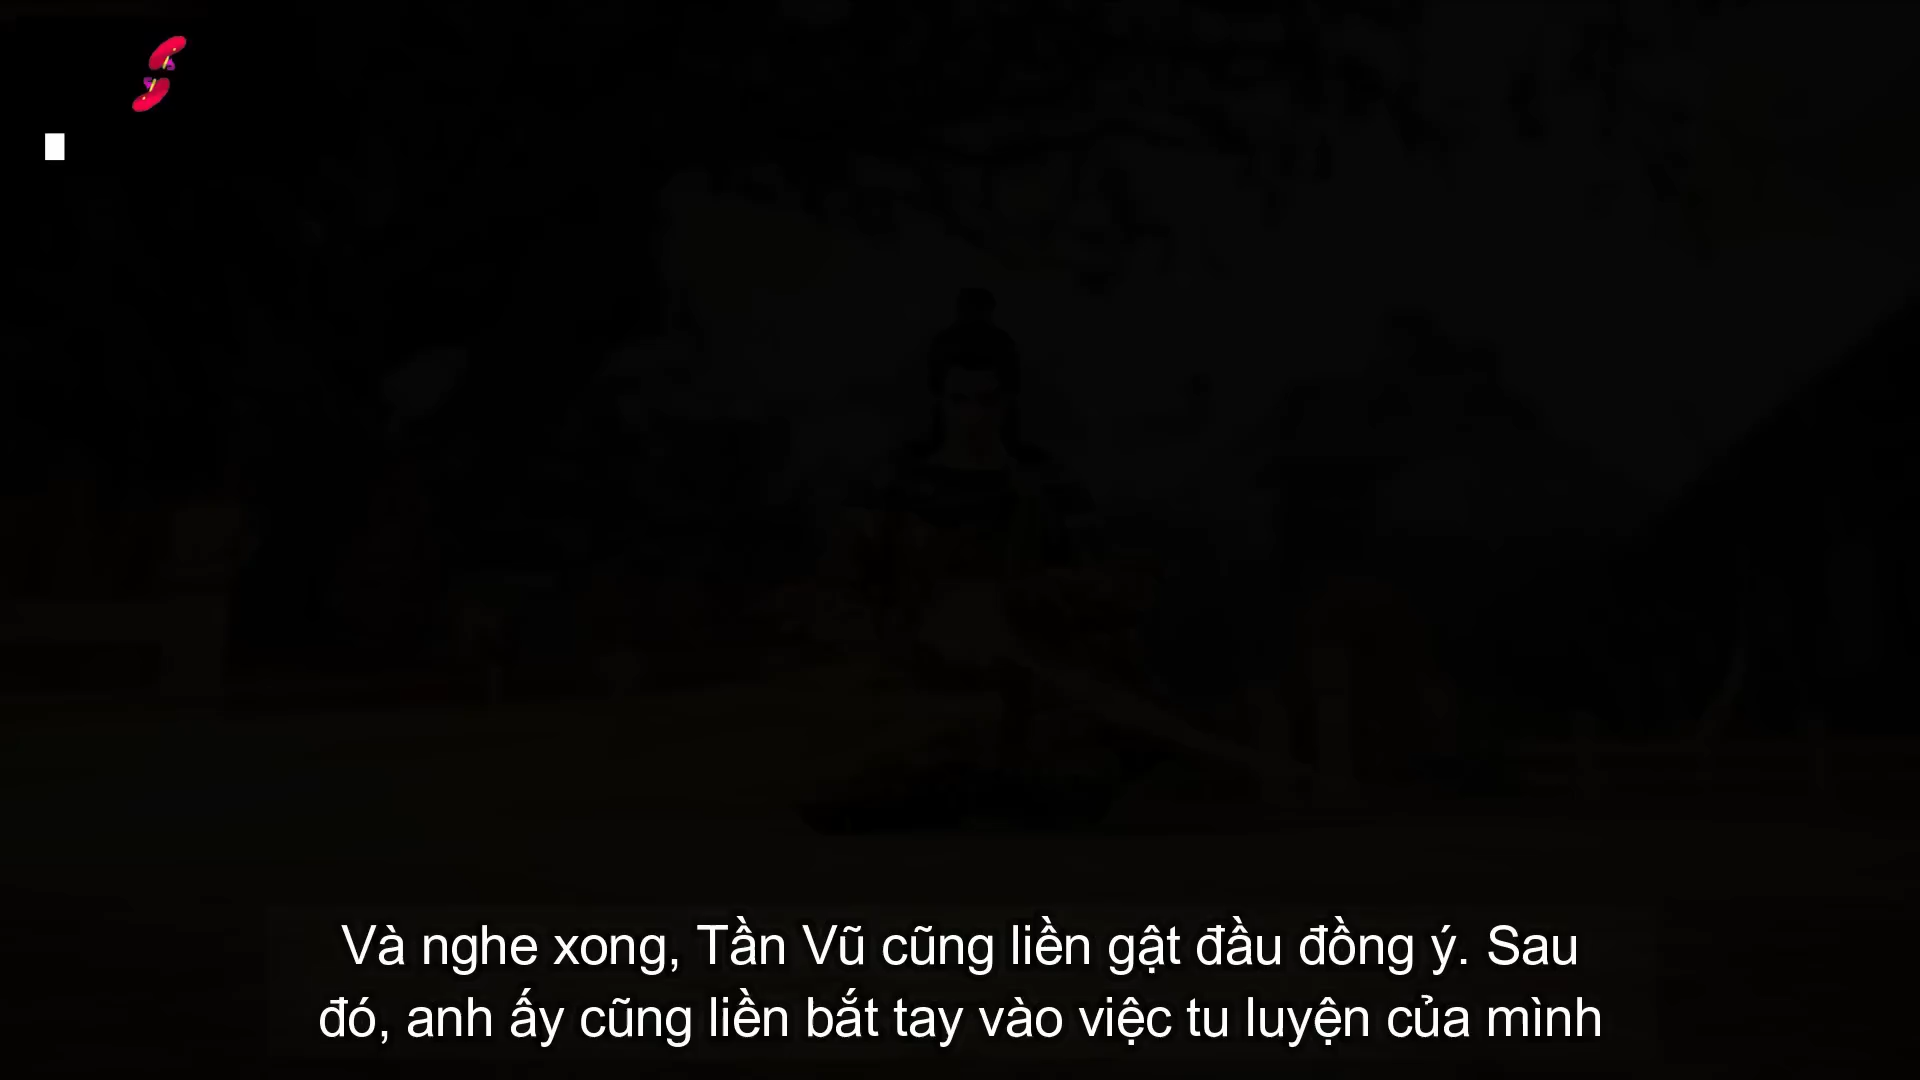 Và nghe xong, Tần Vũ cũng liền gật đầu đồng ý. Sau
đó, anh ấy cũng liền bắt tay vào việc tu luyện của mình